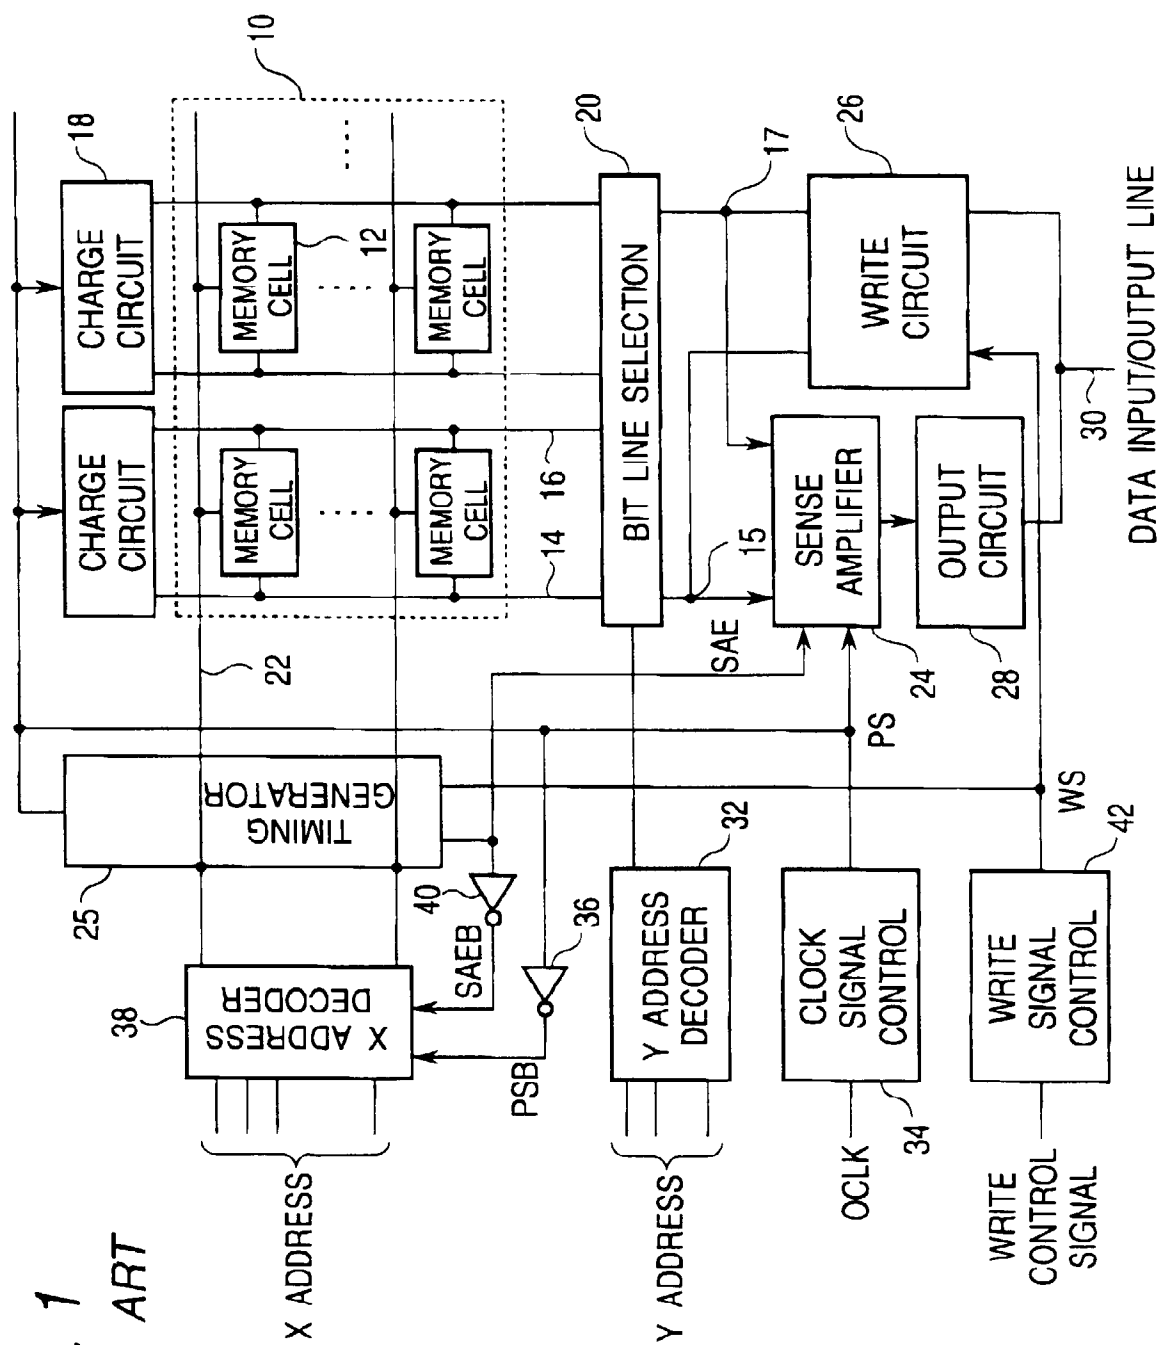 . 1
ART
10
18
CHARGE
CIRCUIT
CHARGE
CIRCUIT
MEMORY
CELL
12
MEMORY
CELL
MEMORY
CELL
MEMORY
CELL
22
16
14
20
BIT LINE SELECTION
17
15
26
WRITE
CIRCUIT
SENSE
AMPLIFIER
24
OUTPUT
CIRCUIT
28
30
DATA INPUT/OUTPUT LINE
SAE
PS
WS
25
TIMING
GENERATOR
40
SAEB
36
PSB
38
X ADDRESS
DECODER
X ADDRESS
32
Y ADDRESS
DECODER
Y ADDRESS
CLOCK
SIGNAL
CONTROL
34
OCLK
42
WRITE
SIGNAL
CONTROL
WRITE
CONTROL
SIGNAL